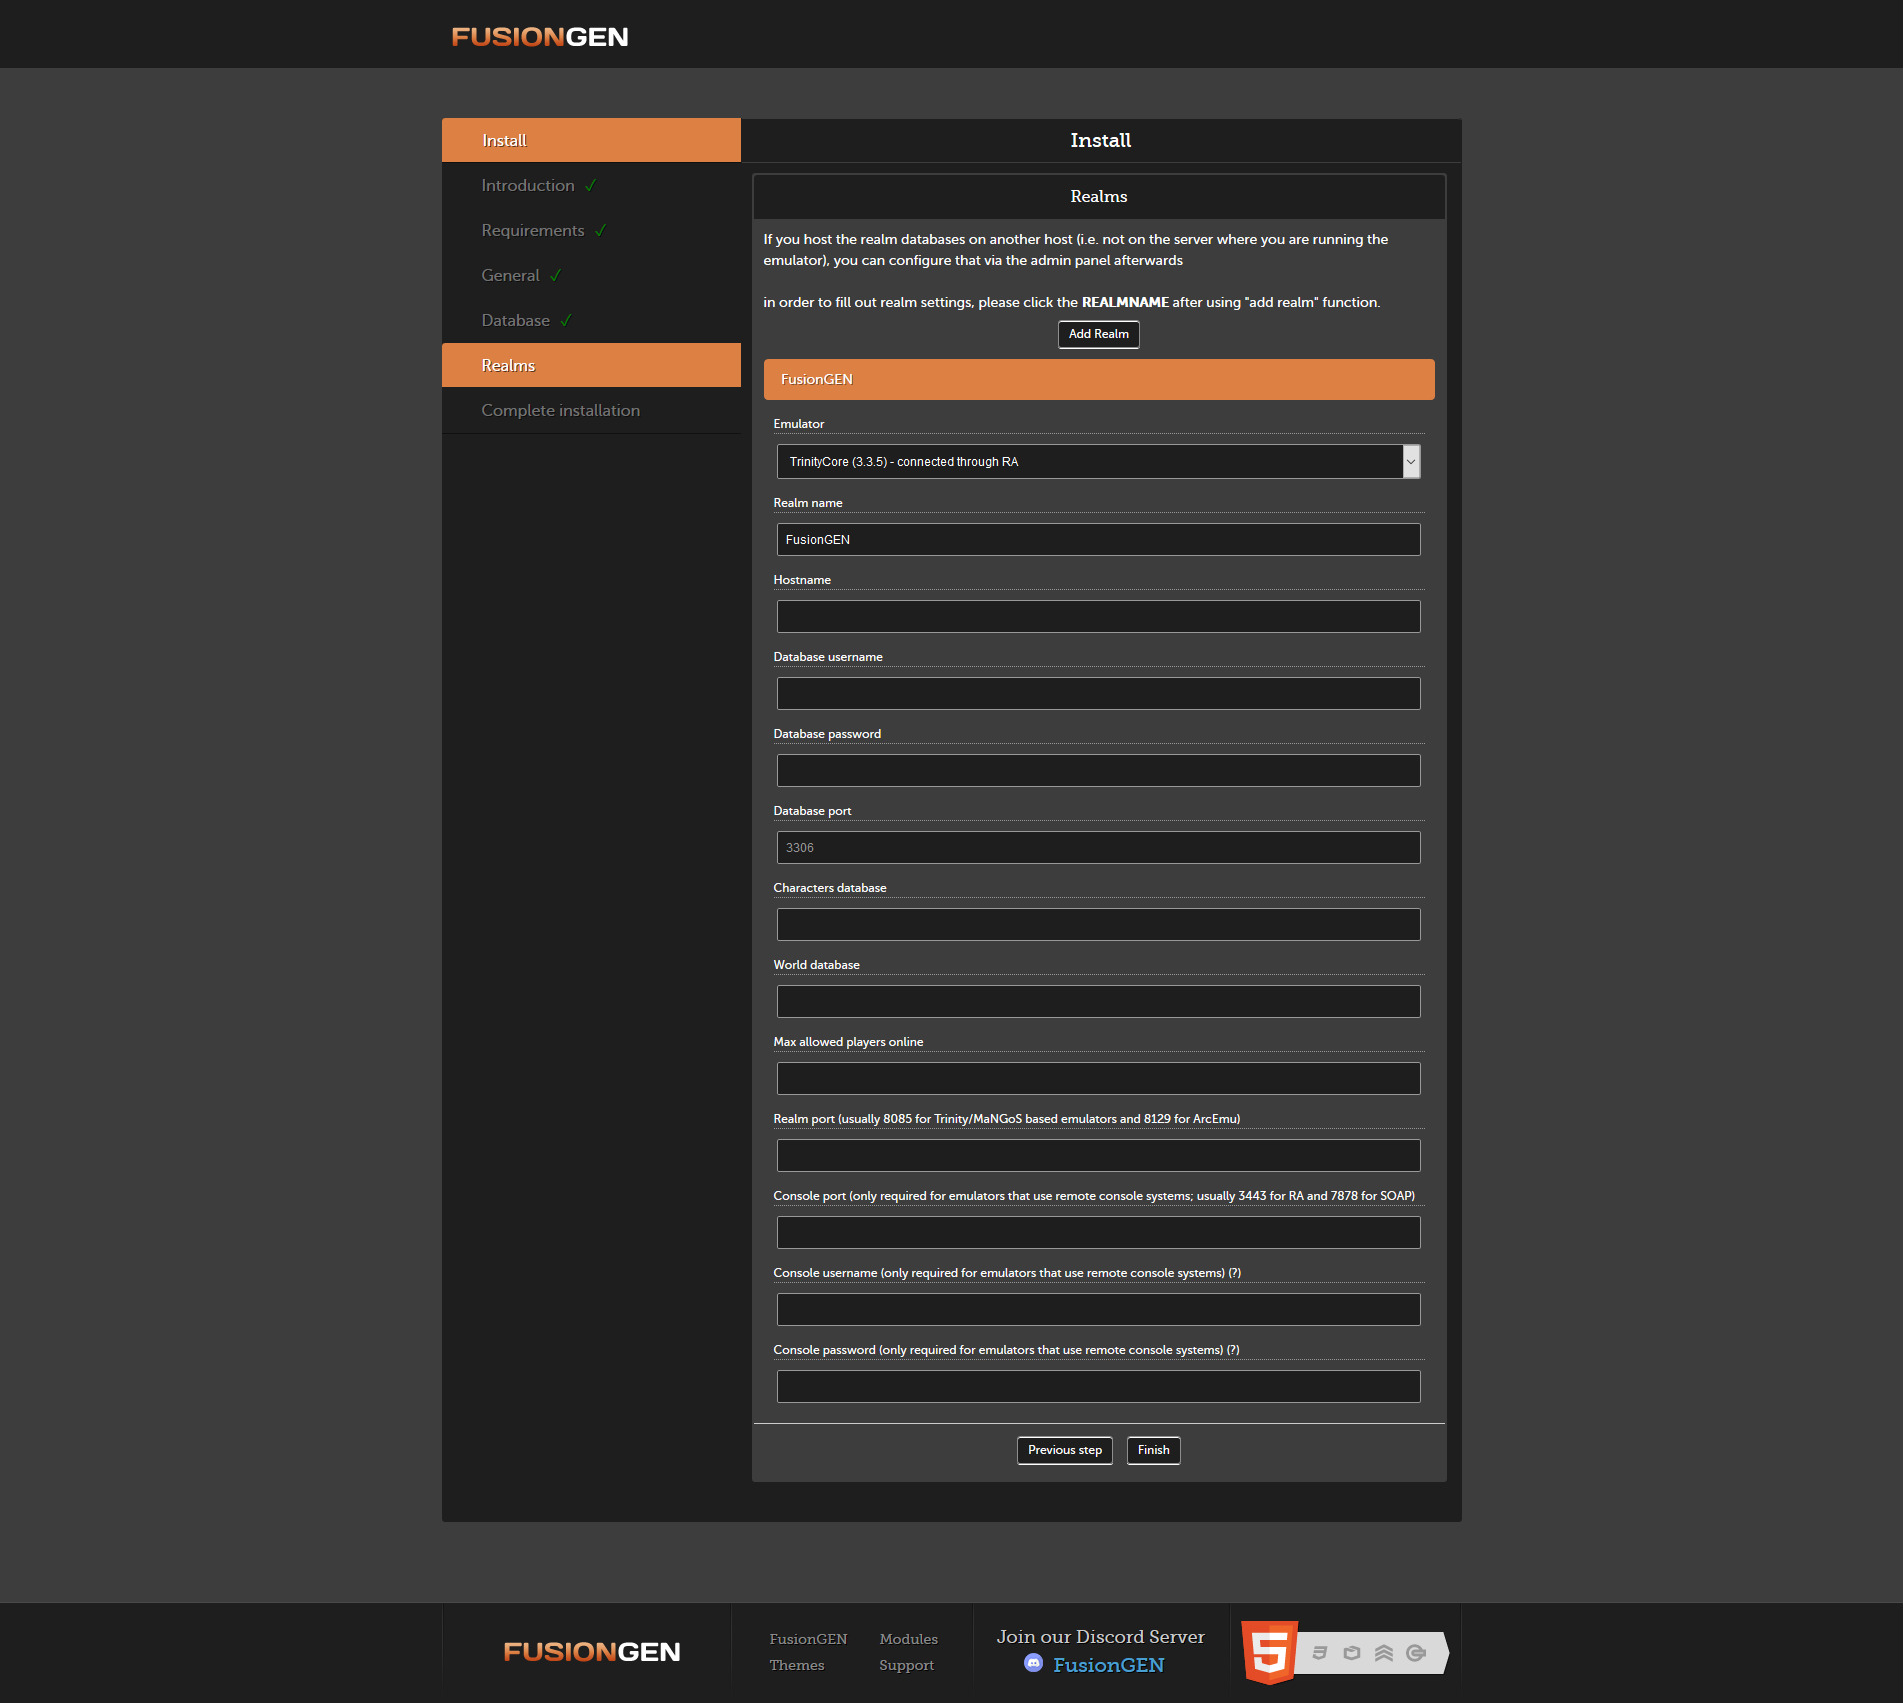 FUSIONGEN
Install
Introduction ✓
Requirements ✓
General ✓
Database ✓
Realms
Complete installation
Install
Realms
If you host the realm databases on another host (i.e. not on the server where you are running the
emulator), you can configure that via the admin panel afterwards
in order to fill out realm settings, please click the REALMNAME after using "add realm" function.
Add Realm
FusionGEN
Emulator
TrinityCore (3.3.5) - connected through RA
Realm name
FusionGEN
Hostname
Database username
Database password
Database port
3306
Characters database
World database
Max allowed players online
Realm port (usually 8085 for Trinity/MaNGoS based emulators and 8129 for ArcEmu)
Console port (only required for emulators that use remote console systems; usually 3443 for RA and 7878 for SOAP)
Console username (only required for emulators that use remote console systems) (?)
Console password (only required for emulators that use remote console systems) (?)
Previous step
Finish
FUSIONGEN
FusionGEN
Modules
Themes
Support
Join our Discord Server
FusionGEN